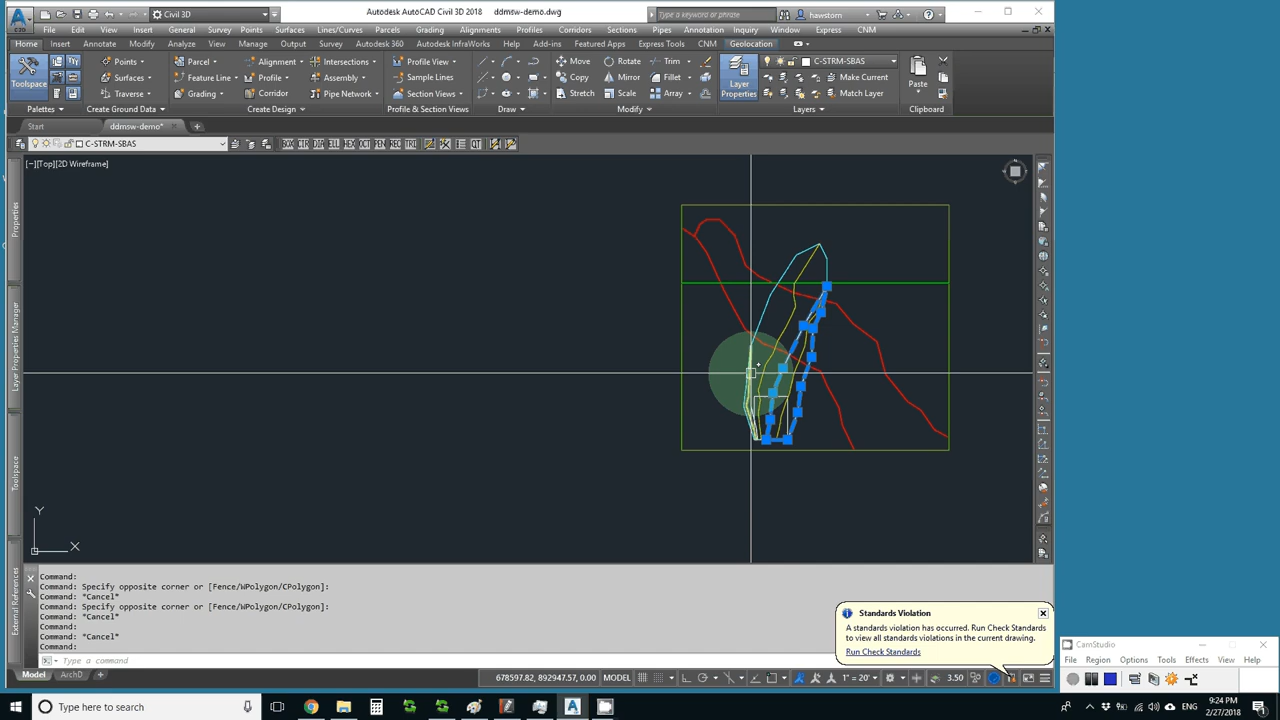 Civil 3D
Autodesk AutoCAD Civil 3D 2018 ddmsw-demo.dwg
Type a keyword or phrase
hawstom
File Edit View Insert General Survey Points Surfaces Lines/Curves Parcels Grading Alignments Profiles Corridors Sections Pipes Dimension Inquiry Window Express CNM
Home Insert Annotate Modify Analyze View Manage Output Survey Autodesk 360 Autodesk InfraWorks Help Add-ins Featured Apps Express Tools CNM Geolocation
Toolspace
Points
Surfaces
Traverse
Parcel
Feature Line
Grading
Alignment
Profile
Corridor
Intersections
Assembly
Pipe Network
Profile View
Sample Lines
Section Views
Move
Copy
Stretch
Rotate
Mirror
Scale
Trim
Fillet
Array
Layer Properties
C-STRM-SBAS
Make Current
Match Layer
Paste
Palettes Create Ground Data Create Design Profile & Section Views Draw Modify Layers Clipboard
Start ddmsw-demo*
C-STRM-SBAS
[−][Top][2D Wireframe]
Properties
Layer Properties Manager
Toolspace
External References
Y
X
Command:
Command: Specify opposite corner or [Fence/WPolygon/CPolygon]:
Command: *Cancel*
Command: Specify opposite corner or [Fence/WPolygon/CPolygon]:
Command: *Cancel*
Command:
Command: *Cancel*
Command:
Type a command
Model ArchD
678597.82, 892947.57, 0.00 MODEL
1" = 20'
3.50
Standards Violation
A standards violation has occurred. Run Check Standards
to view all standards violations in the current drawing.
Run Check Standards
CamStudio
File Region Options Tools Effects View Help
Type here to search
9:24 PM
2/27/2018